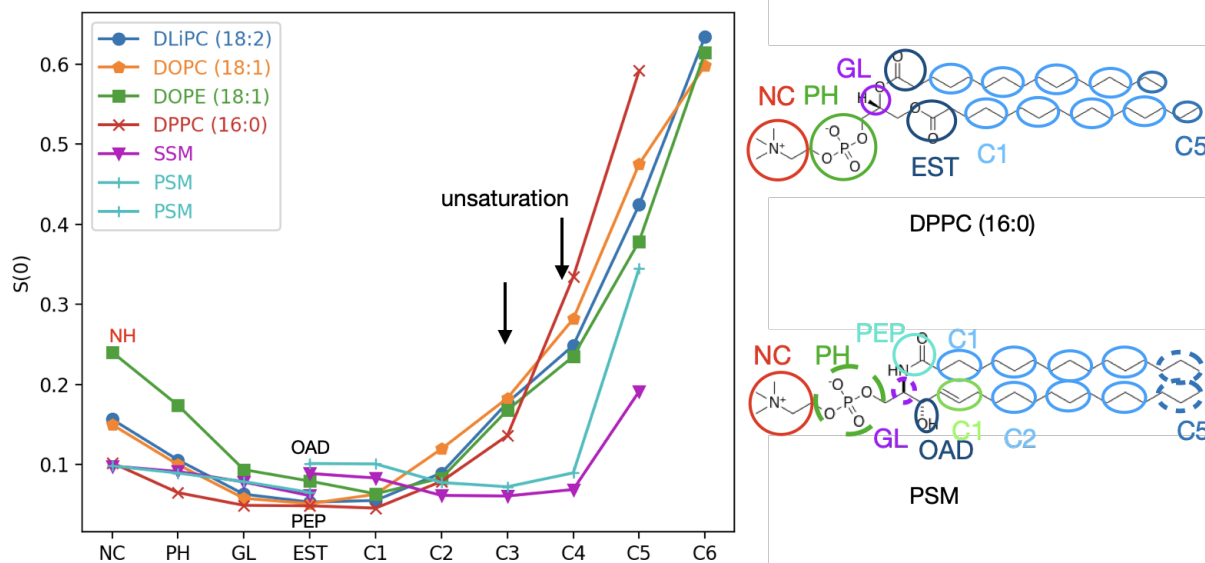 0.6
0.5
0.4
0.3
0.2
0.1
S(0)
DLiPC (18:2)
DOPC (18:1)
DOPE (18:1)
DPPC (16:0)
SSM
PSM
PSM
unsaturation
NH
OAD
PEP
NC PH GL EST C1 C2 C3 C4 C5 C6
GL
NC PH
EST
C1
C5
O
O
H
O
O
O
-O
O
P
O
O
N+
DPPC (16:0)
PEP
C1
NC
PH
O
HN
-O
O
P
O
O
N+
OH
GL
OAD
C1
C2
C5
PSM